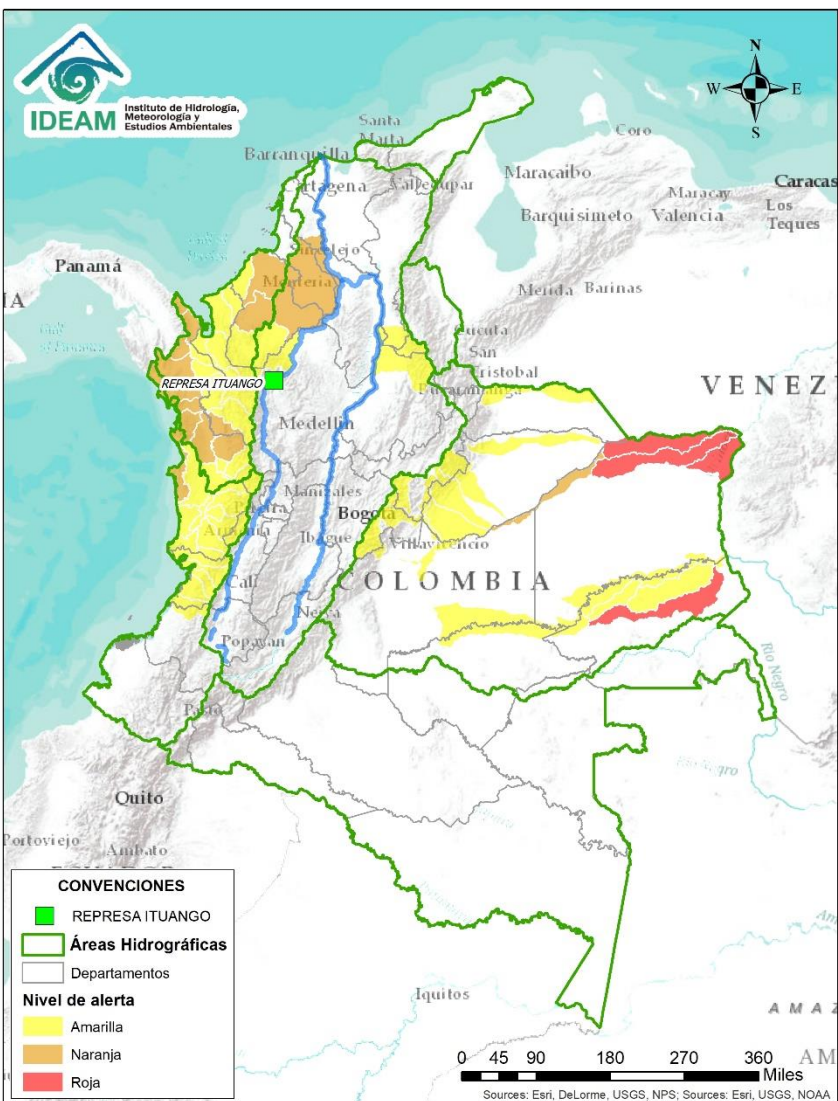 IDEAM
Instituto de Hidrología,
Meteorología y
Estudios Ambientales
N
W
E
S
Santa
Marta
Coro
Barranquilla
Cartagena
Valledupar
Maracaibo
Maracay
Caracas
Barquisimeto
Valencia
Los
Teques
Panamá
Sincelejo
Montería
Merida
Barinas
Cucuta
San
Cristobal
REPRESA ITUANGO
Bucaramanga
VENEZ
Medellin
Manizales
Pereira
Bogota
Armenia
Ibague
Villavicencio
COLOMBIA
Cali
Neiva
Popayan
Rio Negro
Pasto
Quito
Portoviejo
Ambato
CONVENCIONES
REPRESA ITUANGO
Áreas Hidrográficas
Departamentos
Nivel de alerta
Amarilla
Naranja
Roja
Iquitos
AMAZ
AM
0 45 90 180 270 360
Miles
Sources: Esri, DeLorme, USGS, NPS; Sources: Esri, USGS, NOAA